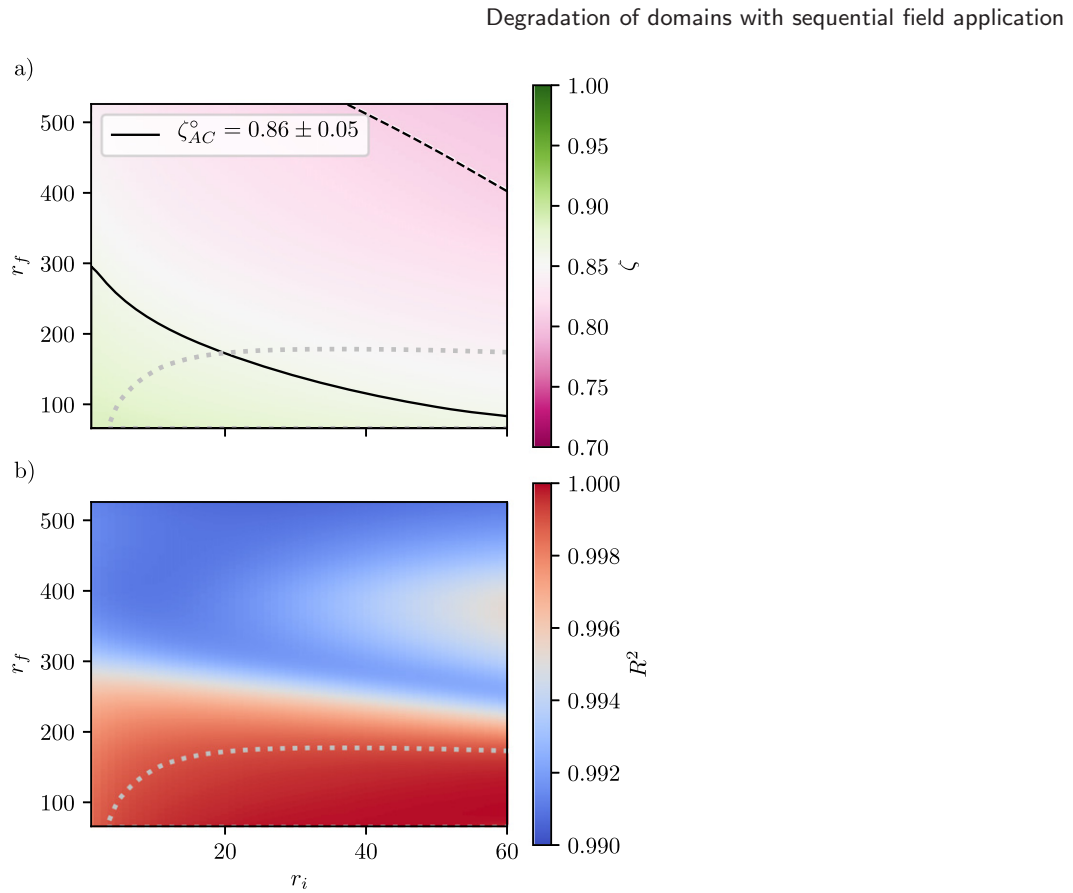 Degradation of domains with sequential field application
a)
ζ°AC = 0.86 ± 0.05
500
400
300
200
100
r_f
1.00
0.95
0.90
0.85
0.80
0.75
0.70
ζ
b)
500
400
300
200
100
r_f
20
40
60
r_i
1.000
0.998
0.996
0.994
0.992
0.990
R²